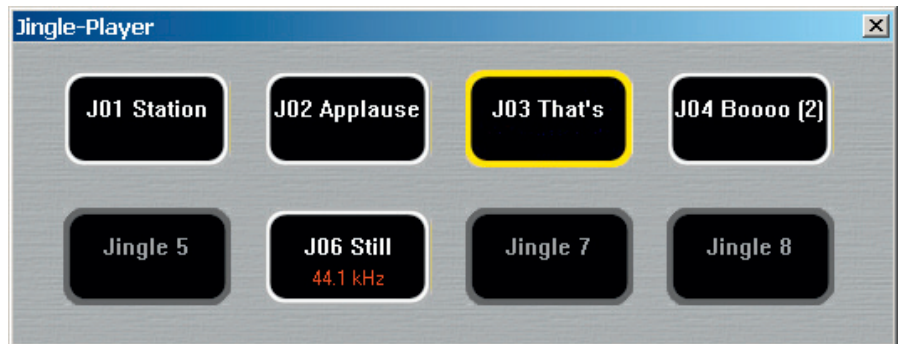 Jingle-Player
J01 Station
J02 Applause
J03 That's
J04 Boooo (2)
Jingle 5
J06 Still
44.1 kHz
Jingle 7
Jingle 8